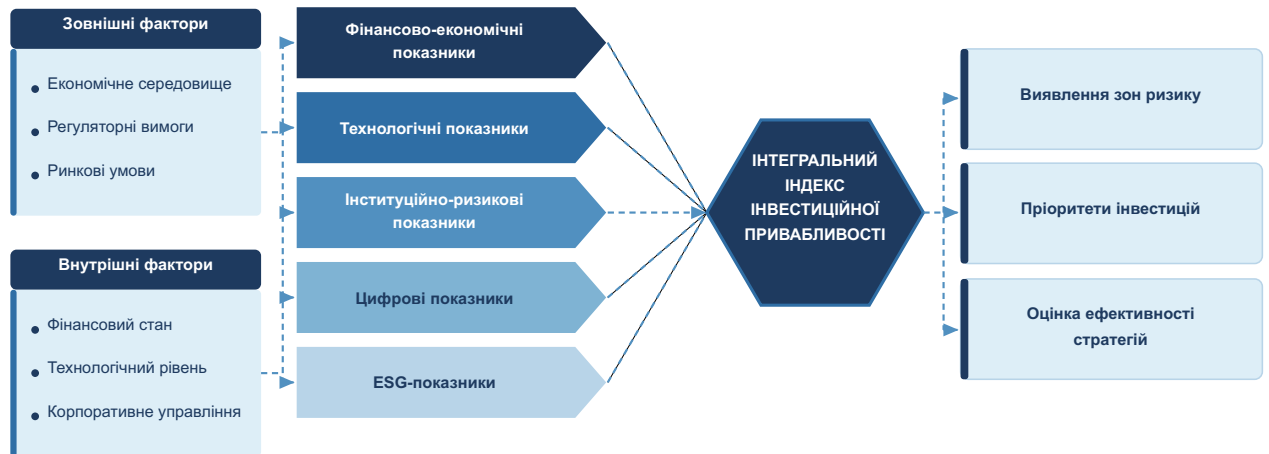 Зовнішні фактори
Економічне середовище
Регуляторні вимоги
Ринкові умови
Внутрішні фактори
Фінансовий стан
Технологічний рівень
Корпоративне управління
Фінансово-економічні
показники
Технологічні показники
Інституційно-ризикові
показники
Цифрові показники
ESG-показники
ІНТЕГРАЛЬНИЙ
ІНДЕКС
ІНВЕСТИЦІЙНОЇ
ПРИВАБЛИВОСТІ
Виявлення зон ризику
Пріоритети інвестицій
Оцінка ефективності
стратегій